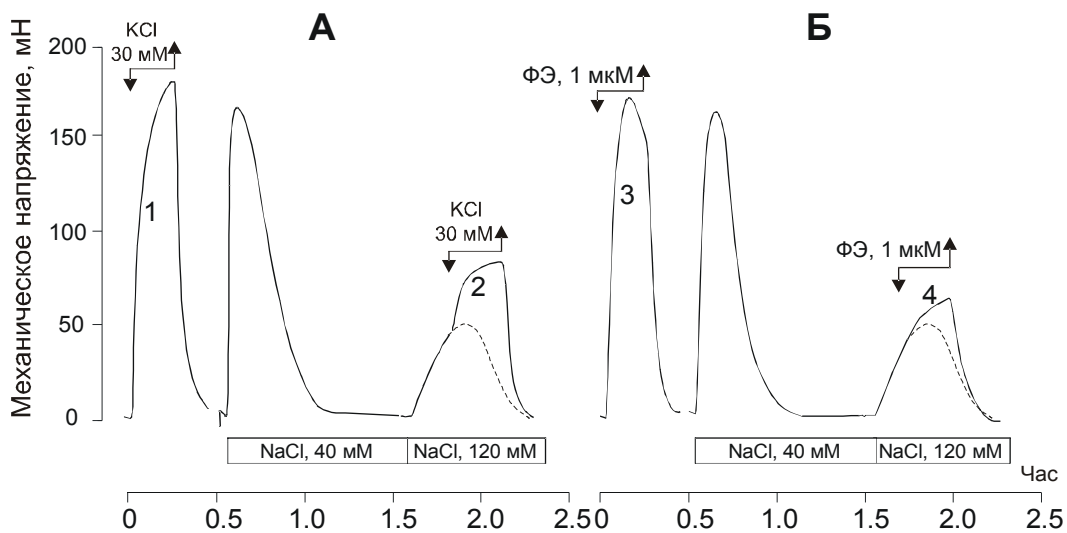 А
Б
Механическое напряжение, мН
200
150
100
50
0
KCl
30 мМ
1
KCl
30 мМ
2
ФЭ, 1 мкМ
3
ФЭ, 1 мкМ
4
NaCl, 40 мМ
NaCl, 120 мМ
NaCl, 40 мМ
NaCl, 120 мМ
Час
0 0.5 1.0 1.5 2.0 2.5
0 0.5 1.0 1.5 2.0 2.5